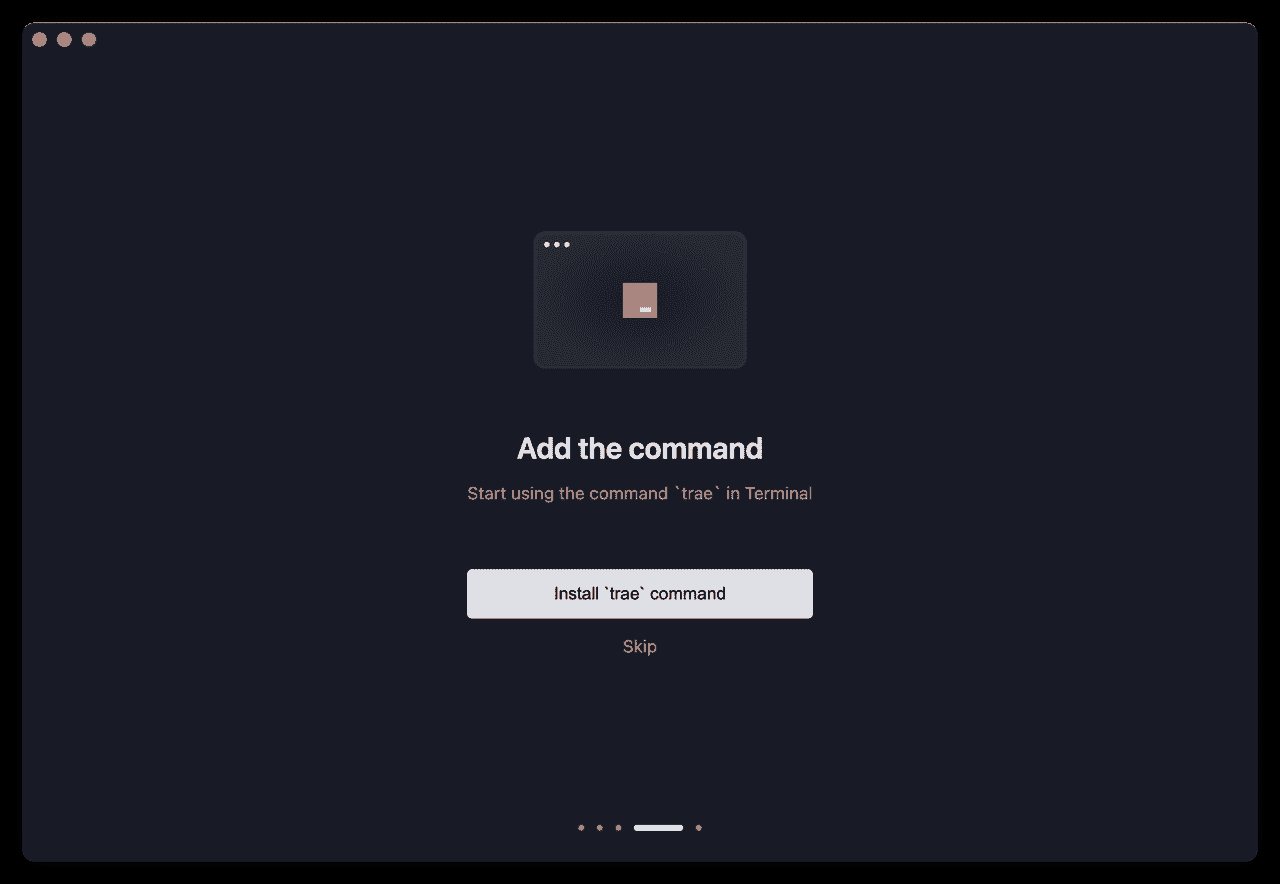 Add the command
Start using the command `trae` in Terminal
Install `trae` command
Skip